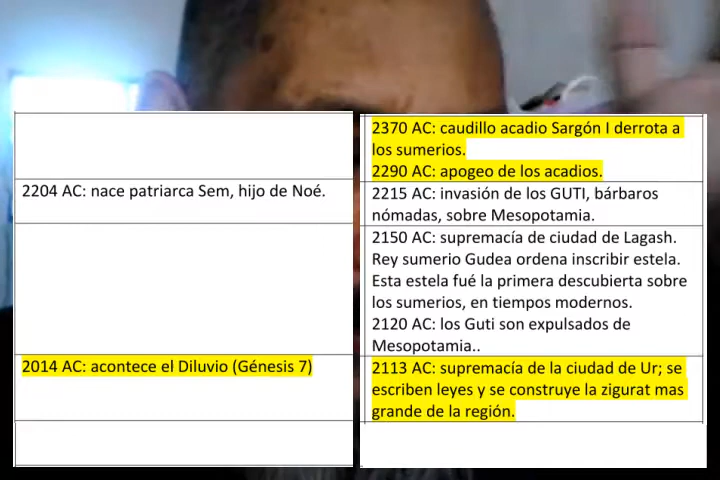 2370 AC: caudillo acadio Sargón I derrota a
los sumerios.
2290 AC: apogeo de los acadios.
2204 AC: nace patriarca Sem, hijo de Noé.
2215 AC: invasión de los GUTI, bárbaros
nómadas, sobre Mesopotamia.
2150 AC: supremacía de ciudad de Lagash.
Rey sumerio Gudea ordena inscribir estela.
Esta estela fué la primera descubierta sobre
los sumerios, en tiempos modernos.
2120 AC: los Guti son expulsados de
Mesopotamia..
2014 AC: acontece el Diluvio (Génesis 7)
2113 AC: supremacía de la ciudad de Ur; se
escriben leyes y se construye la zigurat mas
grande de la región.